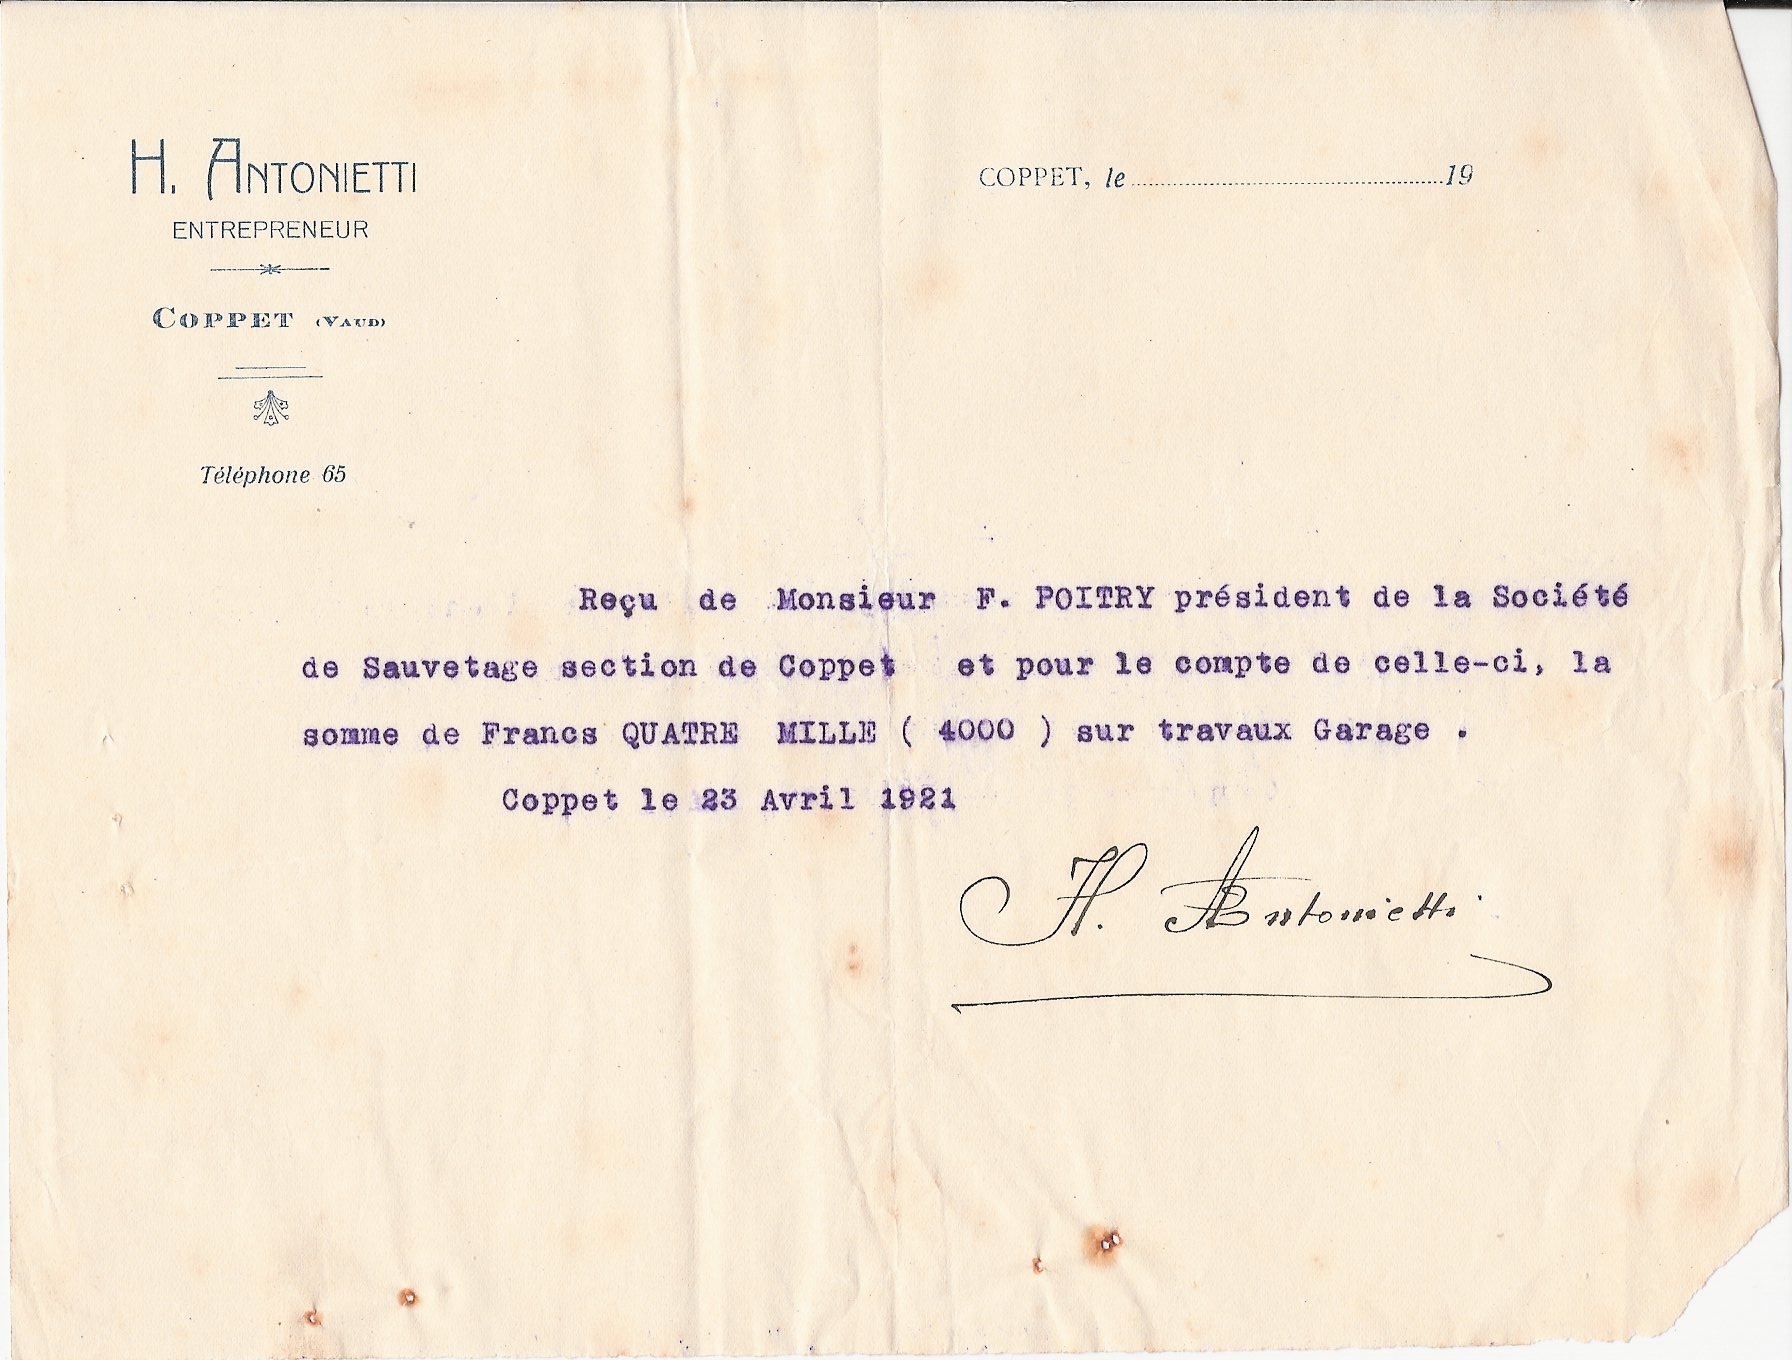 H. ANTONIETTI
ENTREPRENEUR
COPPET (VAUD)
Téléphone 65
COPPET, le 19
Reçu de Monsieur F. POITRY président de la Société
de Sauvetage section de Coppet et pour le compte de celle-ci, la
somme de Francs QUATRE MILLE ( 4000 ) sur travaux Garage .
Coppet le 23 Avril 1921
H. Antonietti